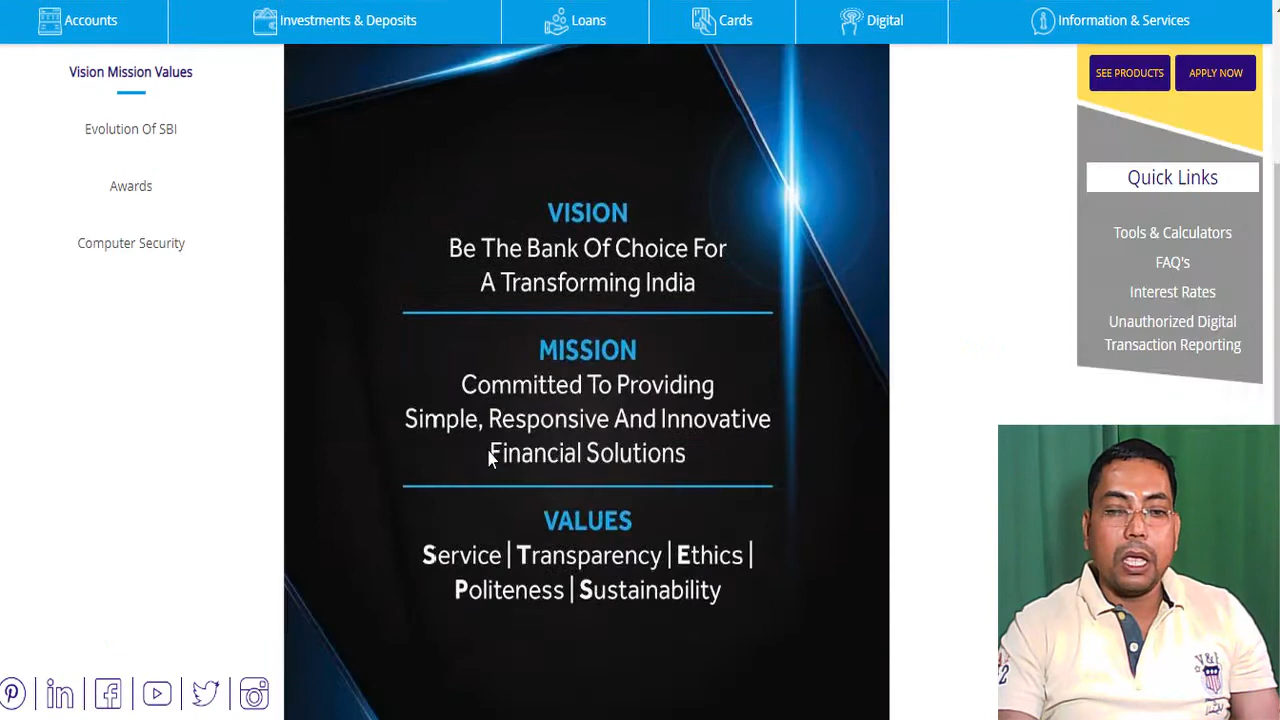 Accounts
Investments & Deposits
Loans
Cards
Digital
Information & Services
Vision Mission Values
Evolution Of SBI
Awards
Computer Security
VISION
Be The Bank Of Choice For
A Transforming India
MISSION
Committed To Providing
Simple, Responsive And Innovative
Financial Solutions
VALUES
Service | Transparency | Ethics |
Politeness | Sustainability
SEE PRODUCTS
APPLY NOW
Quick Links
Tools & Calculators
FAQ's
Interest Rates
Unauthorized Digital
Transaction Reporting